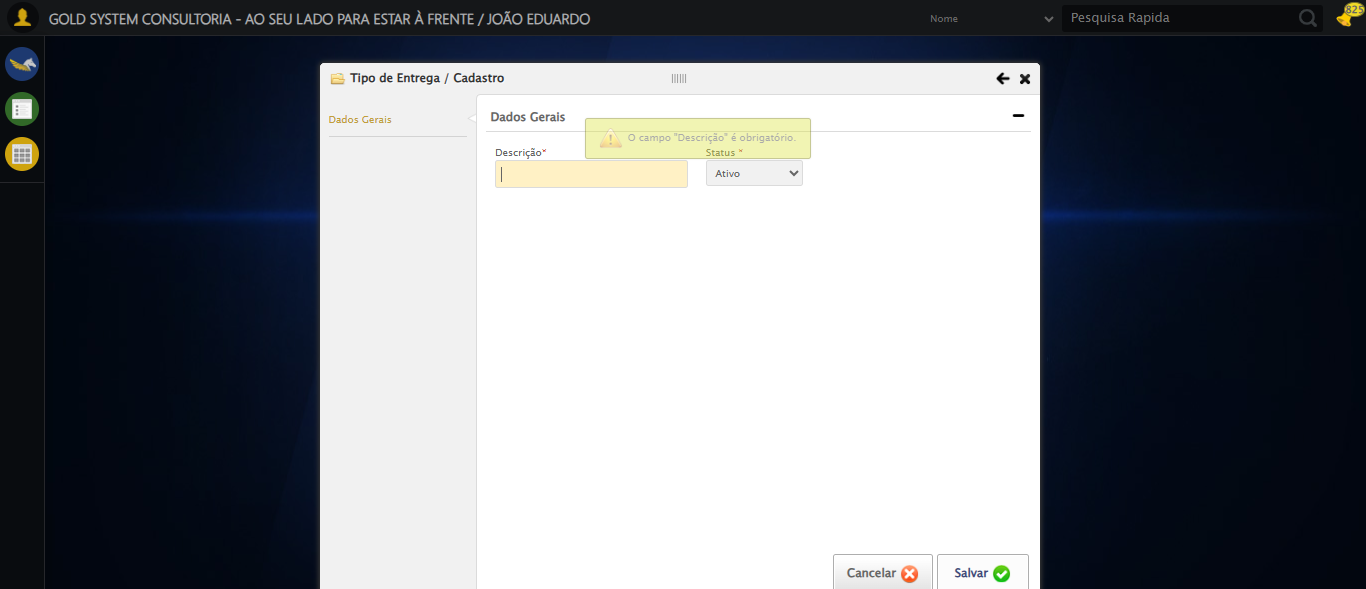 GOLD SYSTEM CONSULTORIA - AO SEU LADO PARA ESTAR À FRENTE / JOÃO EDUARDO
Nome
Pesquisa Rapida
825
Tipo de Entrega / Cadastro
Dados Gerais
Dados Gerais
O campo "Descrição" é obrigatório.
Descrição*
Status *
Ativo
Cancelar
Salvar